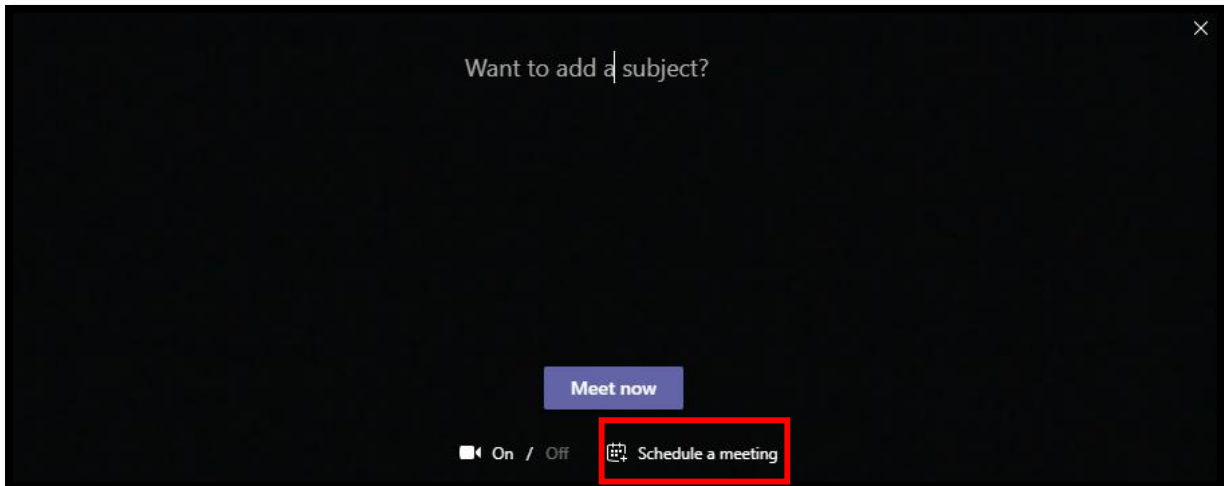 Want to add a subject?
Meet now
On / Off
Schedule a meeting